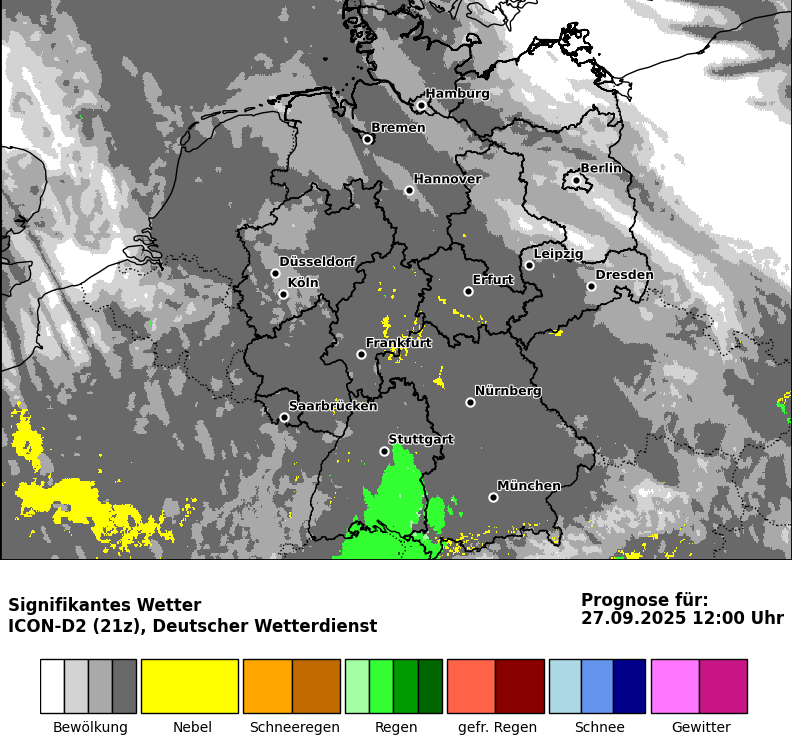 Hamburg
Bremen
Berlin
Hannover
Leipzig
Düsseldorf
Dresden
Köln
Erfurt
Frankfurt
Nürnberg
Saarbrücken
Stuttgart
München
Signifikantes Wetter
ICON-D2 (21z), Deutscher Wetterdienst
Prognose für:
27.09.2025 12:00 Uhr
Bewölkung
Nebel
Schneeregen
Regen
gefr. Regen
Schnee
Gewitter